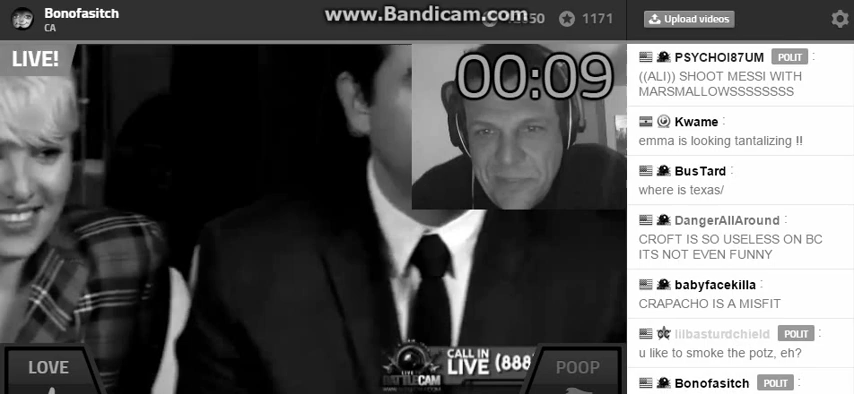 Bonofasitch
CA
www.Bandicam.com
1171
Upload videos
LIVE!
00:09
PSYCHOI87UM POLIT :
((ALI)) SHOOT MESSI WITH
MARSMALLOWSSSSSSSS
Kwame :
emma is looking tantalizing !!
BusTard :
where is texas/
DangerAllAround :
CROFT IS SO USELESS ON BC
ITS NOT EVEN FUNNY
babyfacekilla :
CRAPACHO IS A MISFIT
lilbasturdchield POLIT :
u like to smoke the potz, eh?
Bonofasitch POLIT :
LOVE
LIVE
BATTLECAM
CALL IN
LIVE (888
POOP